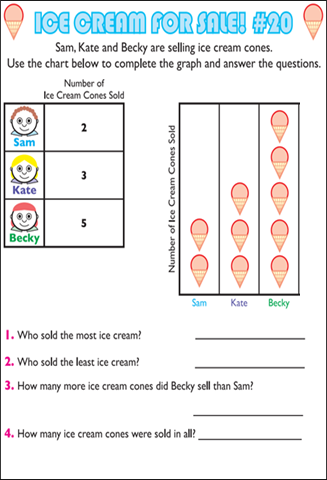 ICE CREAM FOR SALE! #20
Sam, Kate and Becky are selling ice cream cones.
Use the chart below to complete the graph and answer the questions.
Number of
Ice Cream Cones Sold
Sam 2
Kate 3
Becky 5
Number of Ice Cream Cones Sold
Sam Kate Becky
1. Who sold the most ice cream?
2. Who sold the least ice cream?
3. How many more ice cream cones did Becky sell than Sam?
4. How many ice cream cones were sold in all?